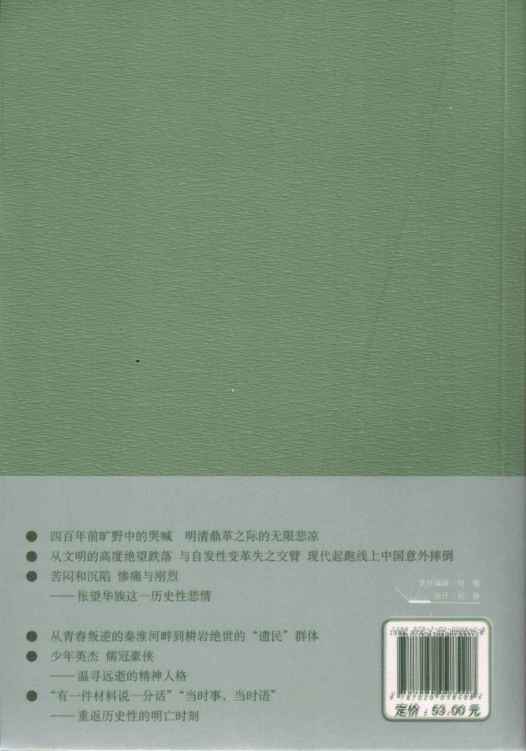 ● 四百年前旷野中的哭喊 明清鼎革之际的无限悲凉
● 从文明的高度绝望跌落 与自发性变革失之交臂 现代起跑线上中国意外摔倒
● 苦闷和沉陷 惨痛与刚烈
——怅望华族这一历史性悲情
● 从青春叛逆的秦淮河畔到耕岩绝世的“遗民”群体
● 少年英杰 儒冠豪侠
——温寻远逝的精神人格
● “有一件材料说一分话”“当时事、当时语”
——重返历史性的明亡时刻
定价:53.00元